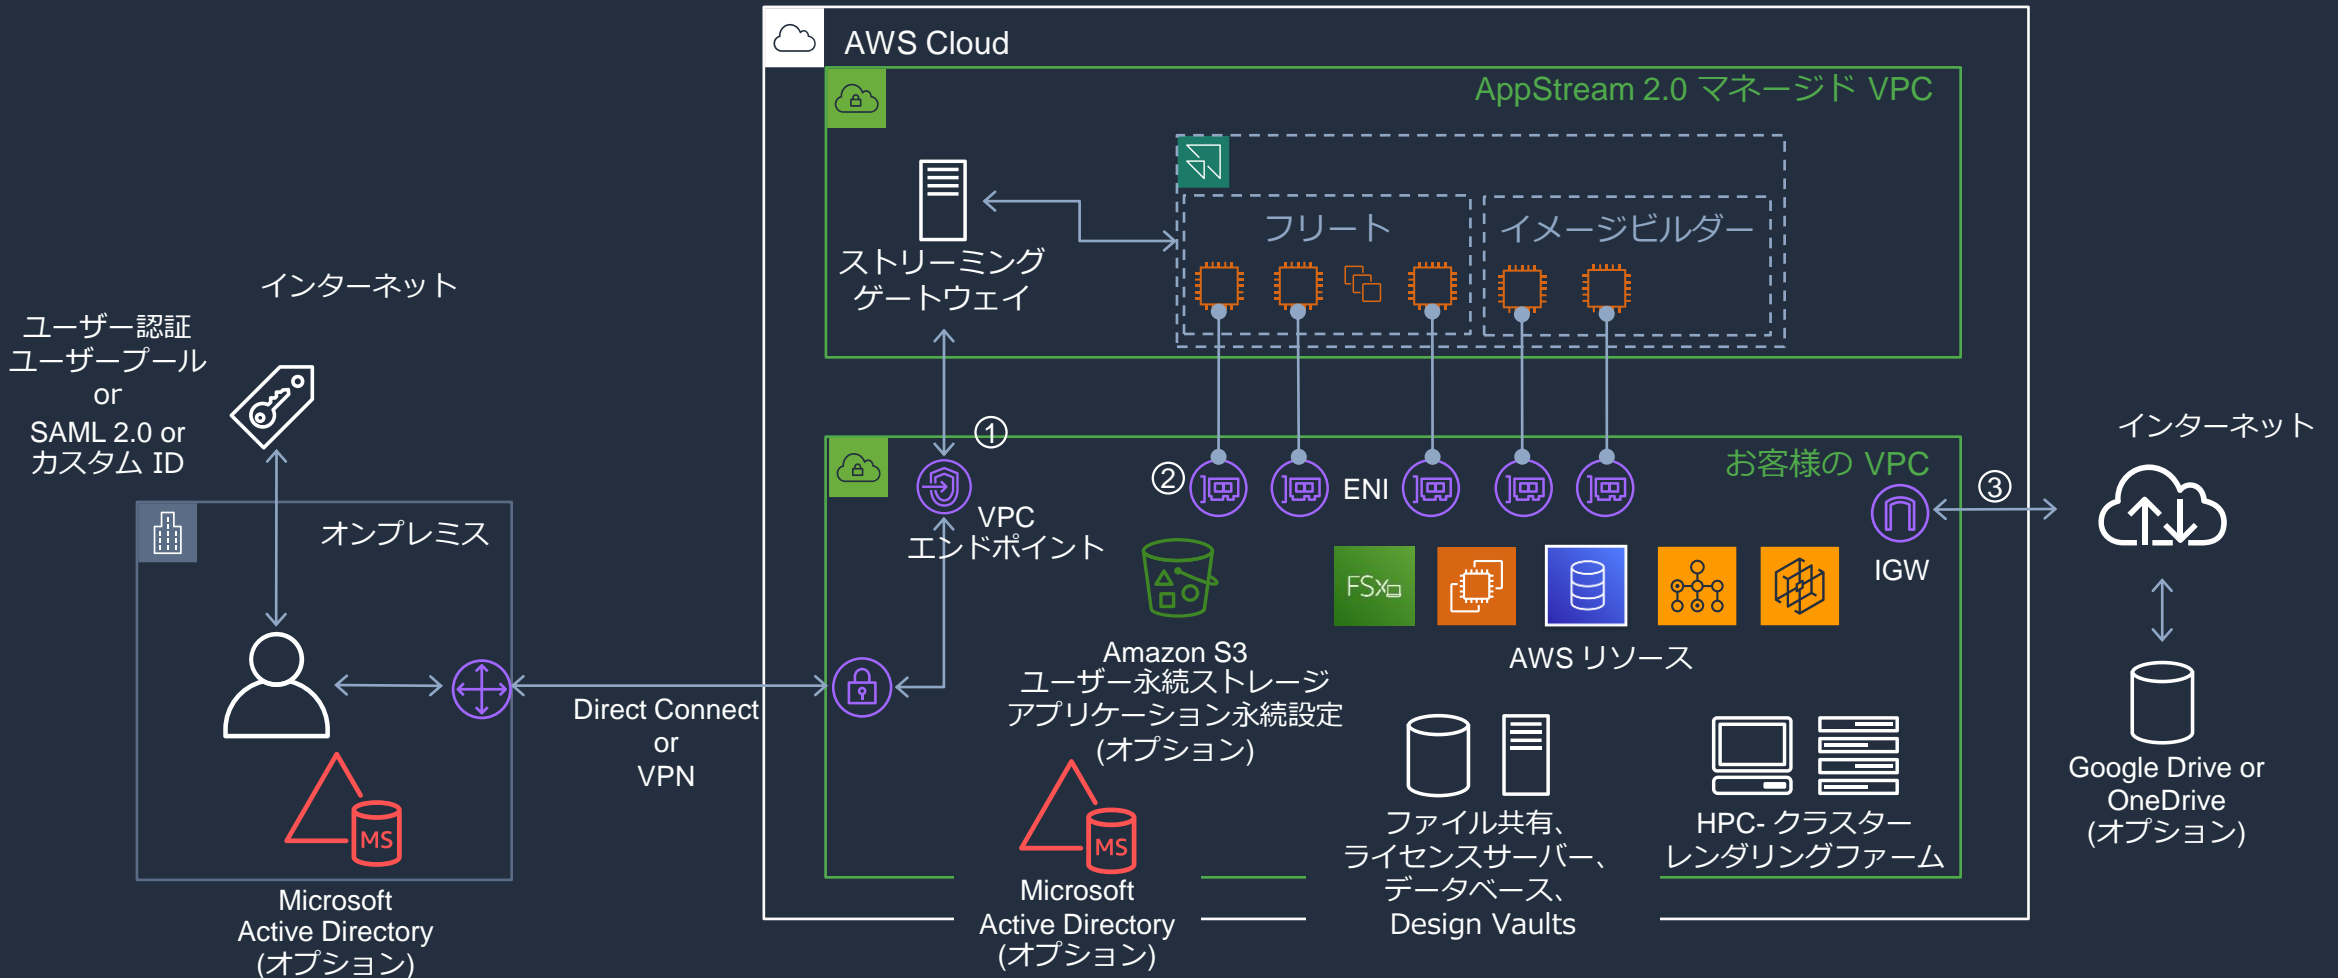 AWS Cloud
AppStream 2.0 マネージド VPC
フリート
イメージビルダー
ストリーミング
ゲートウェイ
インターネット
ユーザー認証
ユーザープール
or
SAML 2.0 or
カスタム ID
オンプレミス
Microsoft
Active Directory
(オプション)
Direct Connect
or
VPN
①
②
③
お客様の VPC
VPC
エンドポイント
ENI
IGW
Amazon S3
ユーザー永続ストレージ
アプリケーション永続設定
(オプション)
FSx
AWS リソース
MS
MS
Microsoft
Active Directory
(オプション)
ファイル共有、
ライセンスサーバー、
データベース、
Design Vaults
HPC- クラスター
レンダリングファーム
インターネット
Google Drive or
OneDrive
(オプション)